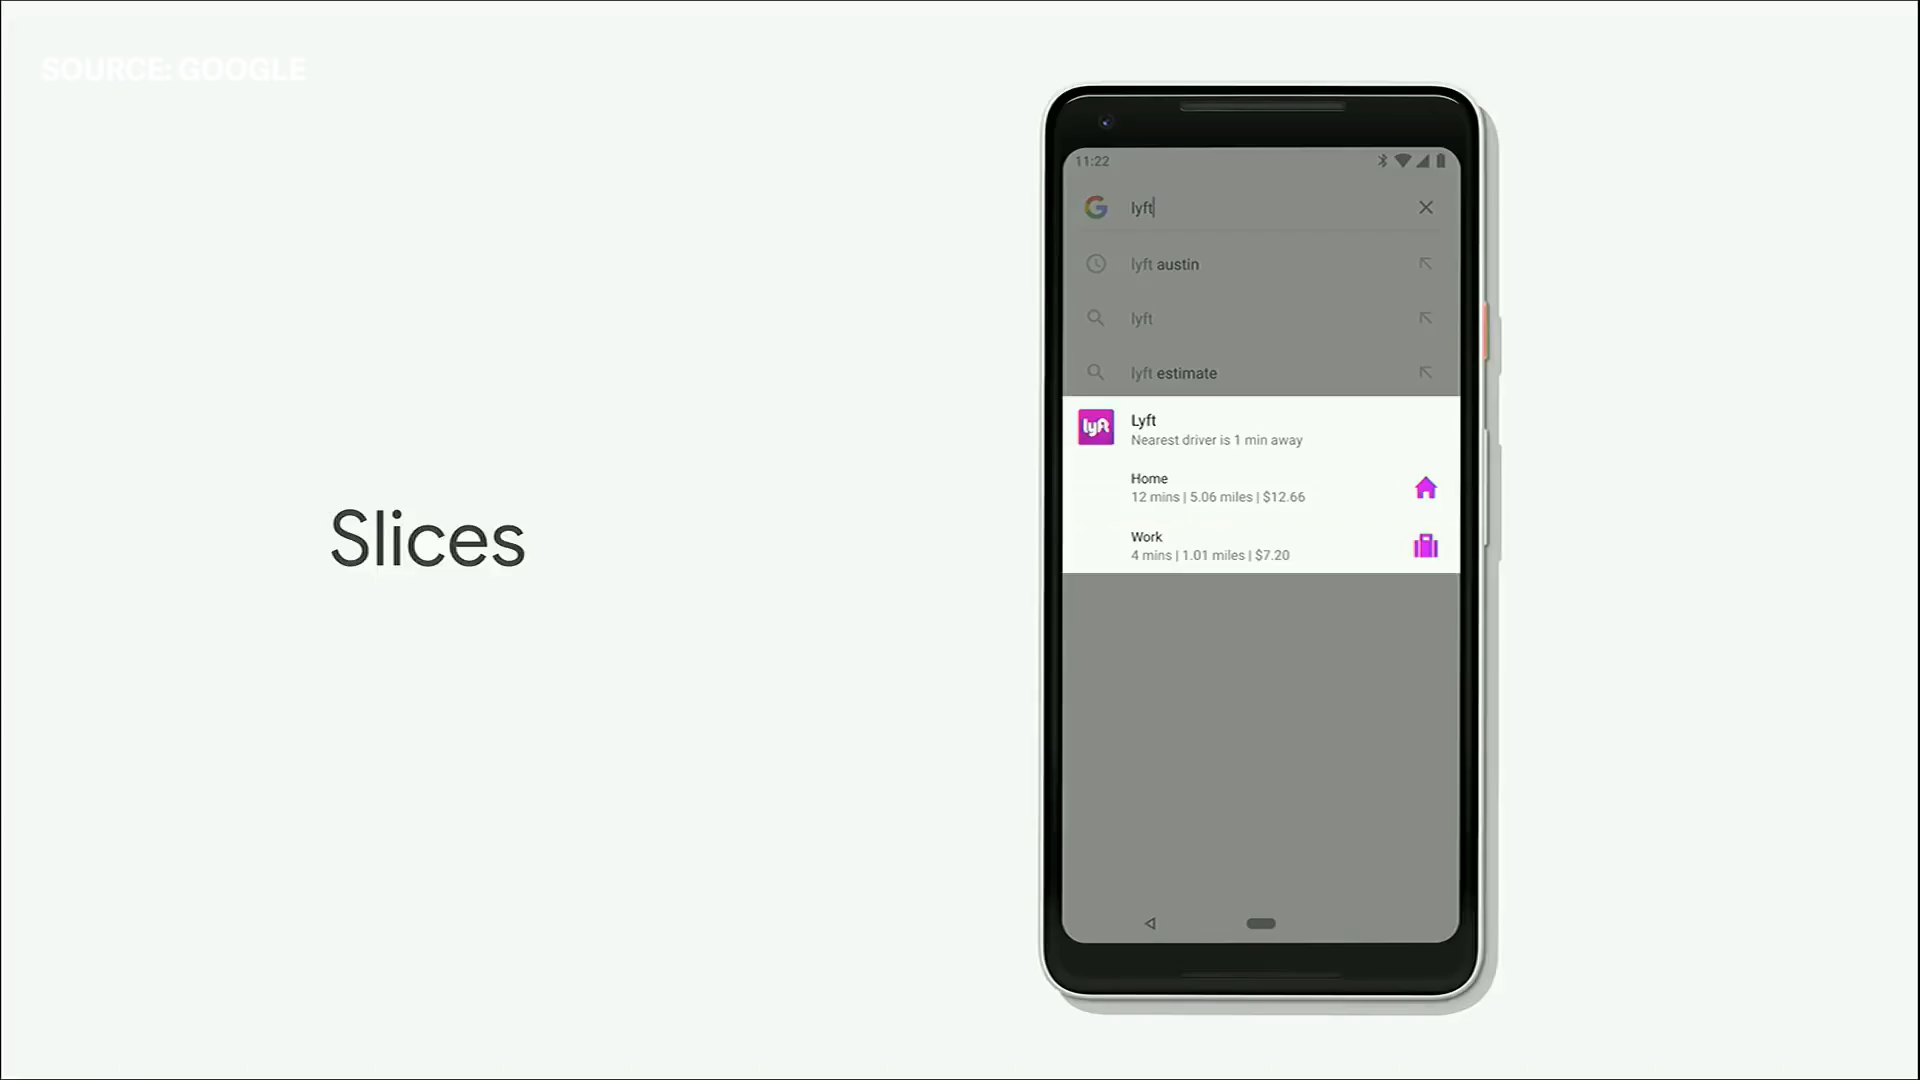 SOURCE: GOOGLE
Slices
11:22
lyft
lyft austin
lyft
lyft estimate
lyft
Lyft
Nearest driver is 1 min away
Home
12 mins | 5.06 miles | $12.66
Work
4 mins | 1.01 miles | $7.20